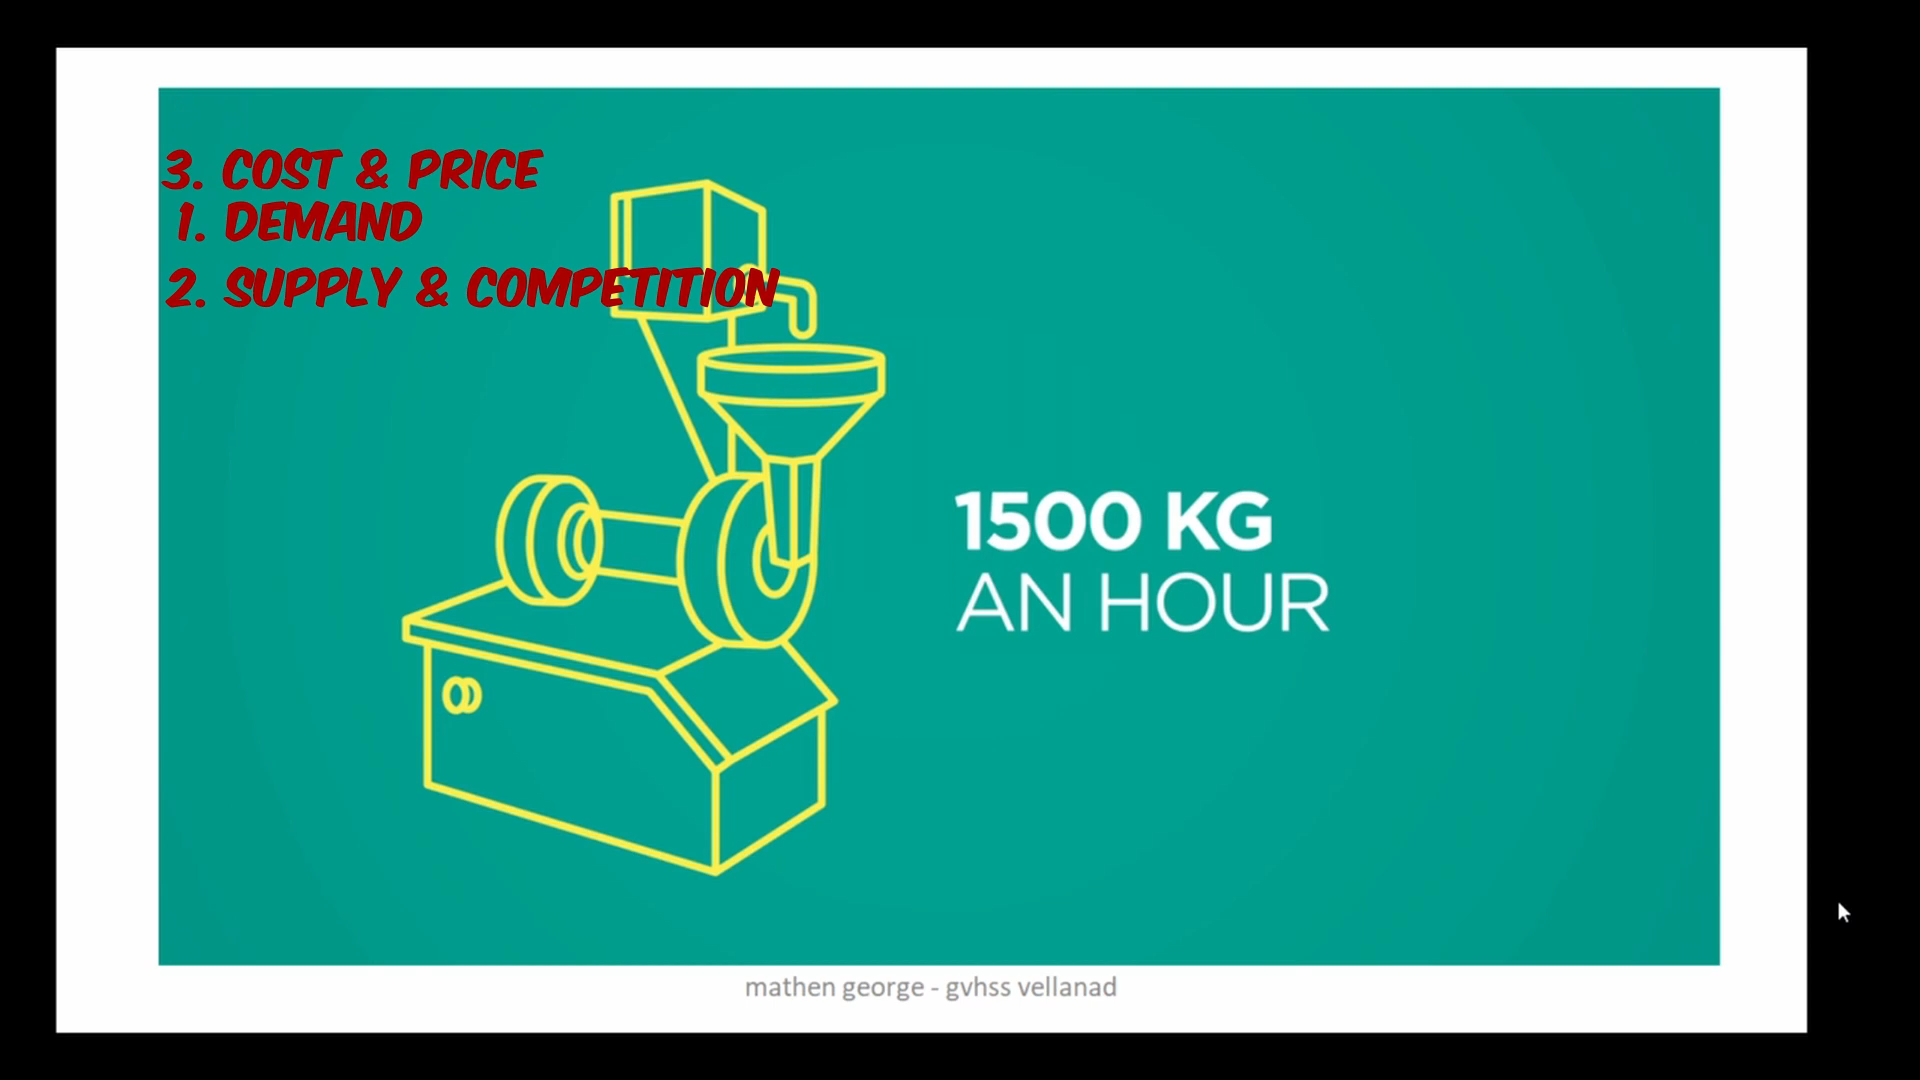 3. COST & PRICE
1. DEMAND
2. SUPPLY & COMPETITION
1500 KG
AN HOUR
mathen george - gvhss vellanad